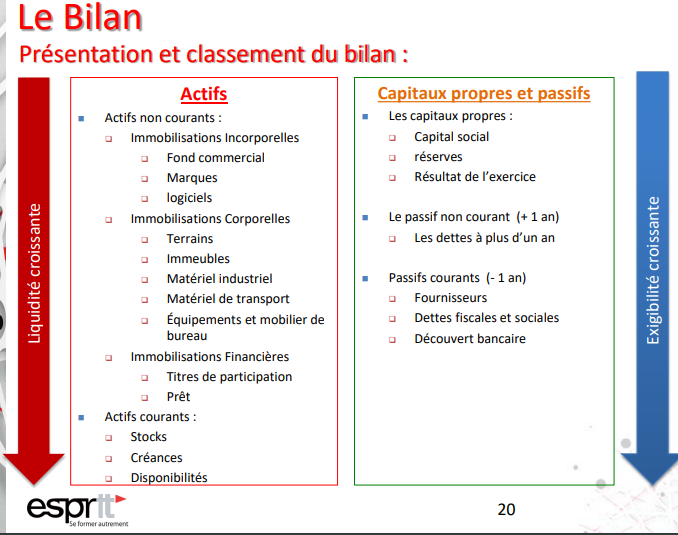 Le Bilan
Présentation et classement du bilan :
Liquidité croissante
Actifs
Actifs non courants :
Immobilisations Incorporelles
Fond commercial
Marques
logiciels
Immobilisations Corporelles
Terrains
Immeubles
Matériel industriel
Matériel de transport
Équipements et mobilier de
bureau
Immobilisations Financières
Titres de participation
Prêt
Actifs courants :
Stocks
Créances
Disponibilités
Capitaux propres et passifs
Les capitaux propres :
Capital social
réserves
Résultat de l’exercice
Le passif non courant (+ 1 an)
Les dettes à plus d’un an
Passifs courants (- 1 an)
Fournisseurs
Dettes fiscales et sociales
Découvert bancaire
Exigibilité croissante
esprit
Se former autrement
20